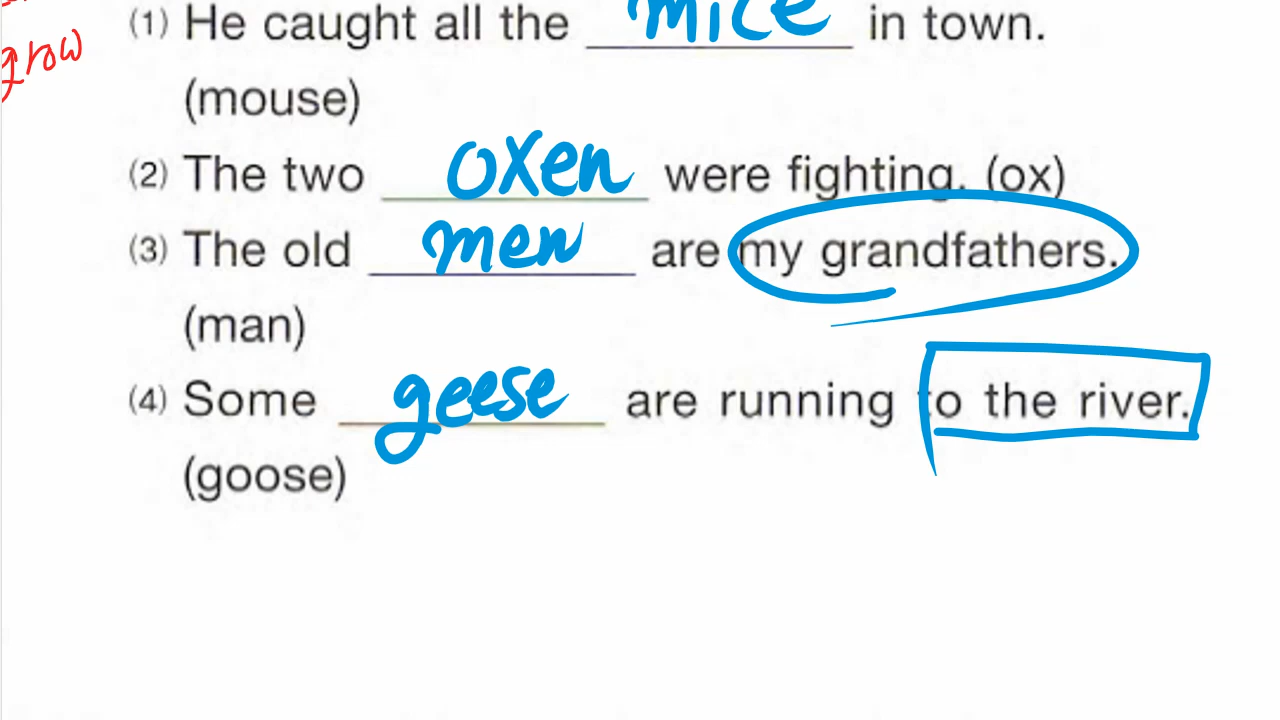 grow
(1) He caught all the mice in town.
(mouse)
(2) The two oxen were fighting. (ox)
(3) The old men are my grandfathers.
(man)
(4) Some geese are running to the river.
(goose)